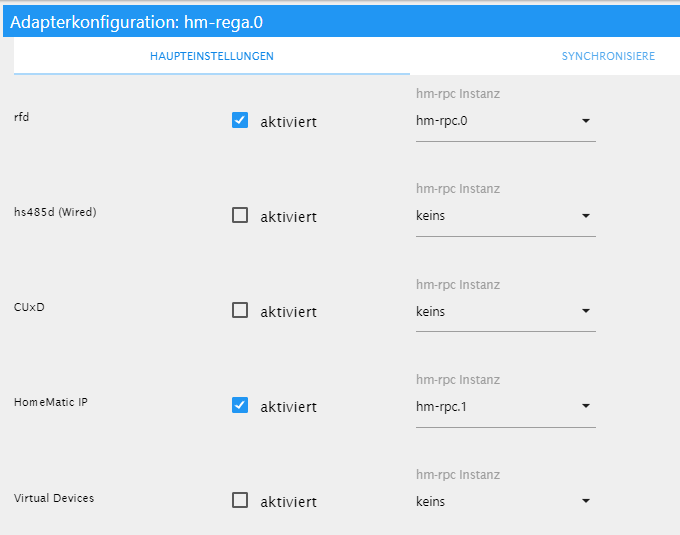 Adapterkonfiguration: hm-rega.0
HAUPTEINSTELLUNGEN SYNCHRONISIERE
hm-rpc Instanz
rfd aktiviert hm-rpc.0
hm-rpc Instanz
hs485d (Wired) aktiviert keins
hm-rpc Instanz
CUxD aktiviert keins
hm-rpc Instanz
HomeMatic IP aktiviert hm-rpc.1
hm-rpc Instanz
Virtual Devices aktiviert keins